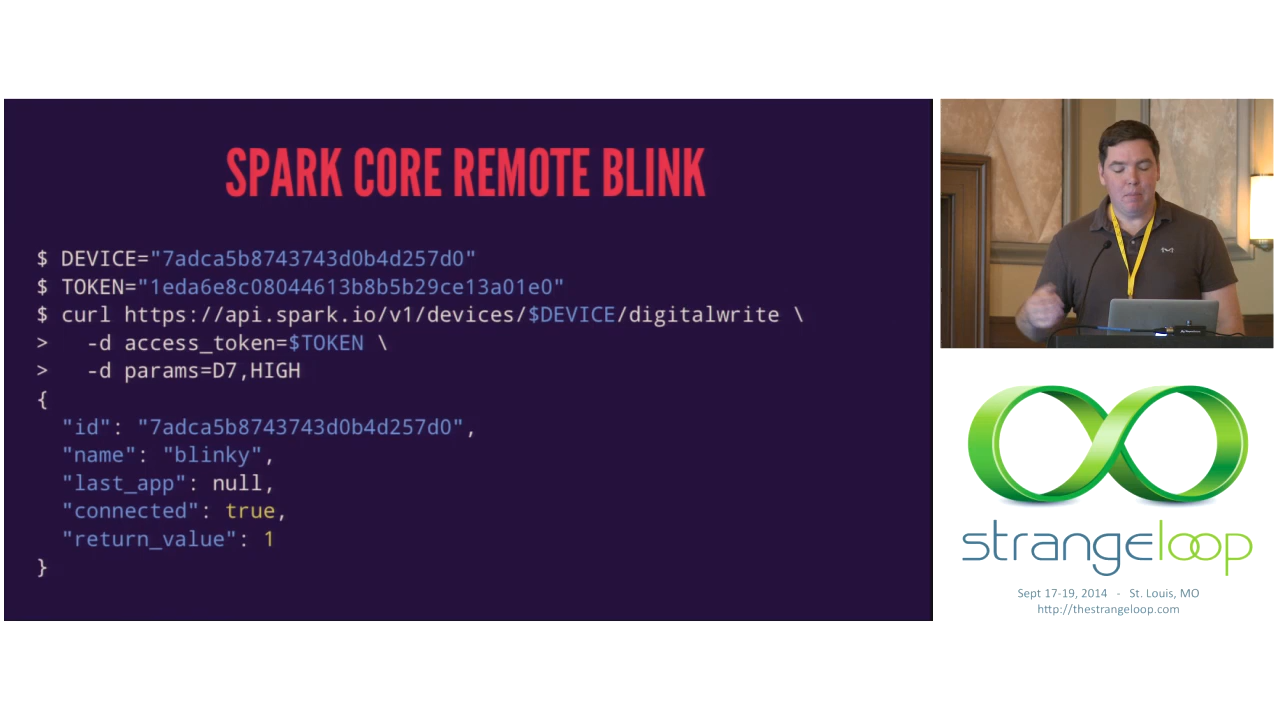 SPARK CORE REMOTE BLINK
$ DEVICE="7adca5b8743743d0b4d257d0"
$ TOKEN="1eda6e8c08044613b8b5b29ce13a01e0"
$ curl https://api.spark.io/v1/devices/$DEVICE/digitalwrite \
>   -d access_token=$TOKEN \
>   -d params=D7,HIGH
{
  "id": "7adca5b8743743d0b4d257d0",
  "name": "blinky",
  "last_app": null,
  "connected": true,
  "return_value": 1
}
strangeloop
Sept 17-19, 2014 - St. Louis, MO
http://thestrangeloop.com